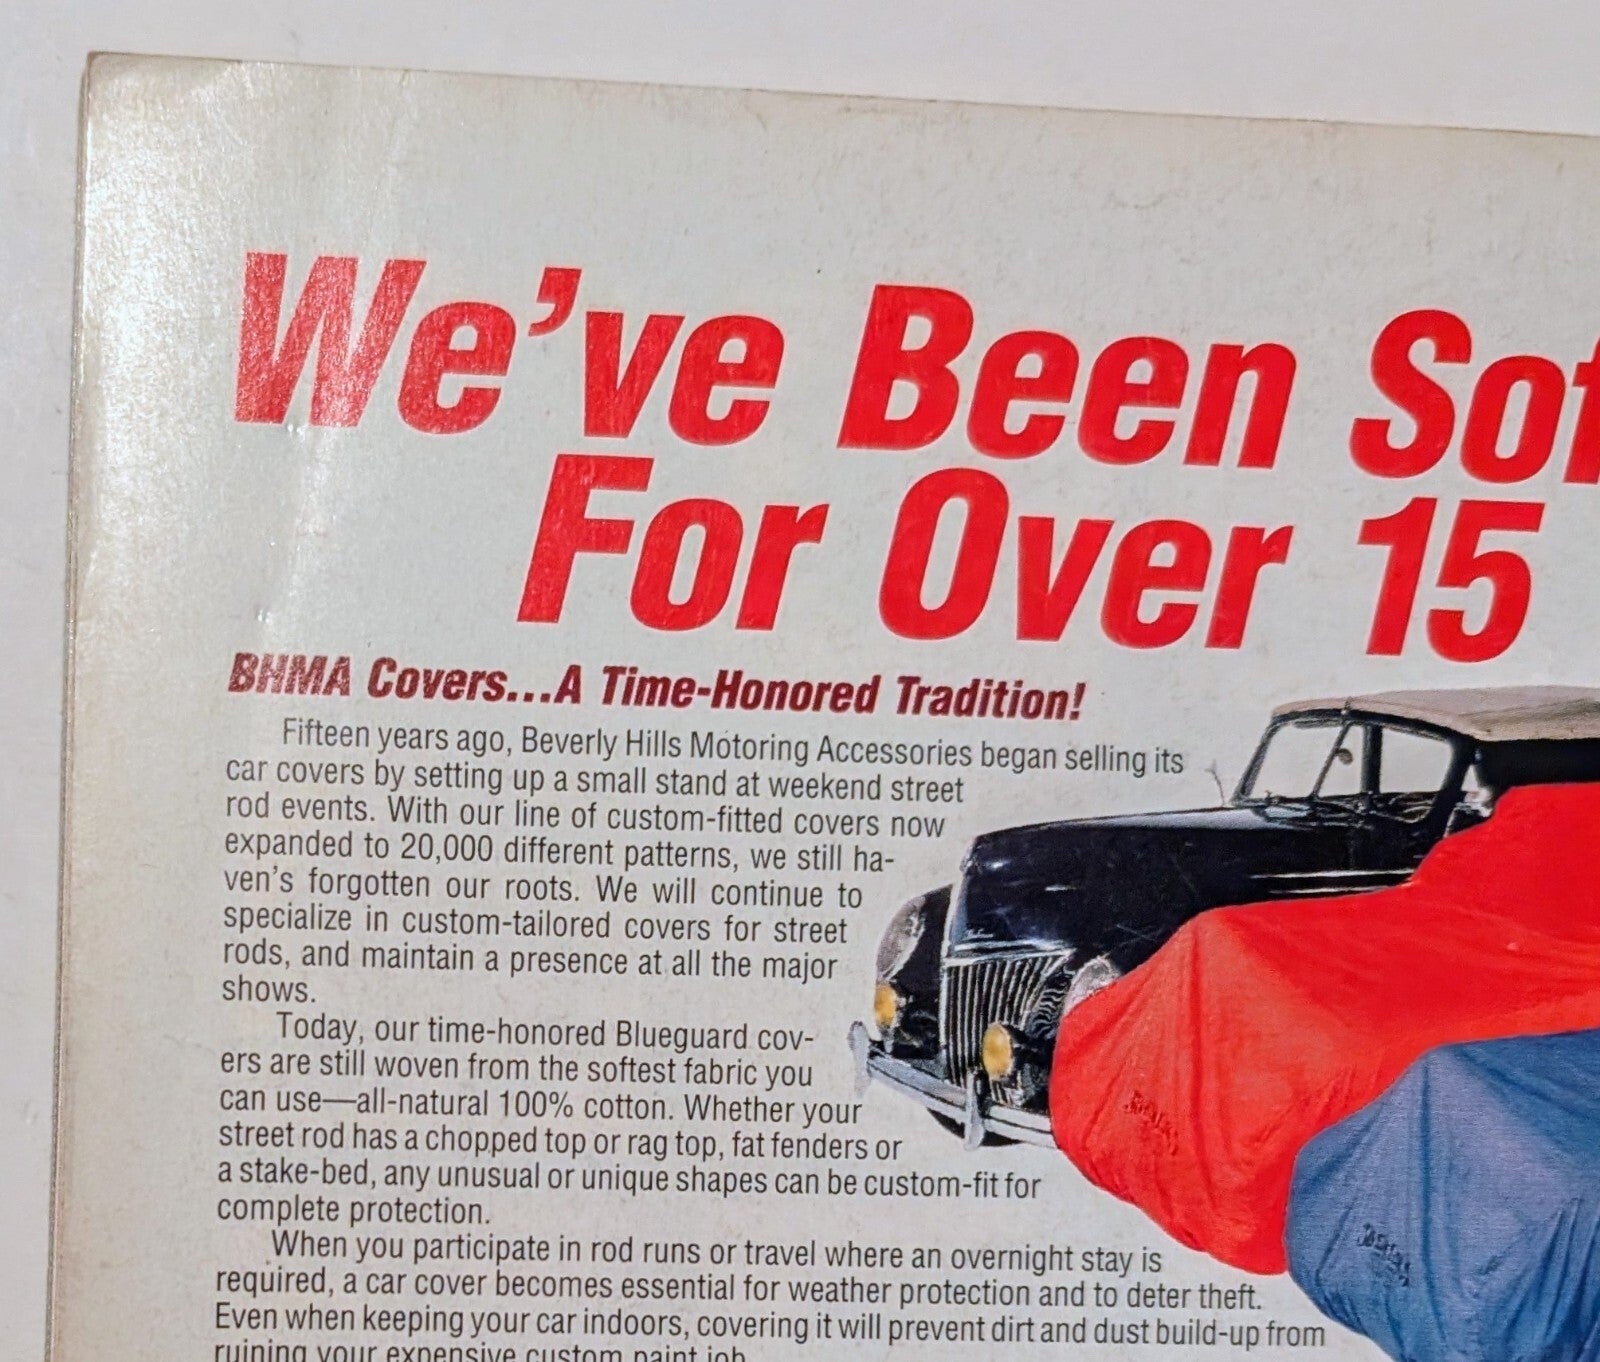 We've Been Sof
For Over 15
BHMA Covers...A Time-Honored Tradition!
Fifteen years ago, Beverly Hills Motoring Accessories began selling its
car covers by setting up a small stand at weekend street
rod events. With our line of custom-fitted covers now
expanded to 20,000 different patterns, we still ha-
ven's forgotten our roots. We will continue to
specialize in custom-tailored covers for street
rods, and maintain a presence at all the major
shows.
Today, our time-honored Blueguard cov-
ers are still woven from the softest fabric you
can use—all-natural 100% cotton. Whether your
street rod has a chopped top or rag top, fat fenders or
a stake-bed, any unusual or unique shapes can be custom-fit for
complete protection.
When you participate in rod runs or travel where an overnight stay is
required, a car cover becomes essential for weather protection and to deter theft.
Even when keeping your car indoors, covering it will prevent dirt and dust build-up from
ruining your expensive custom paint job.